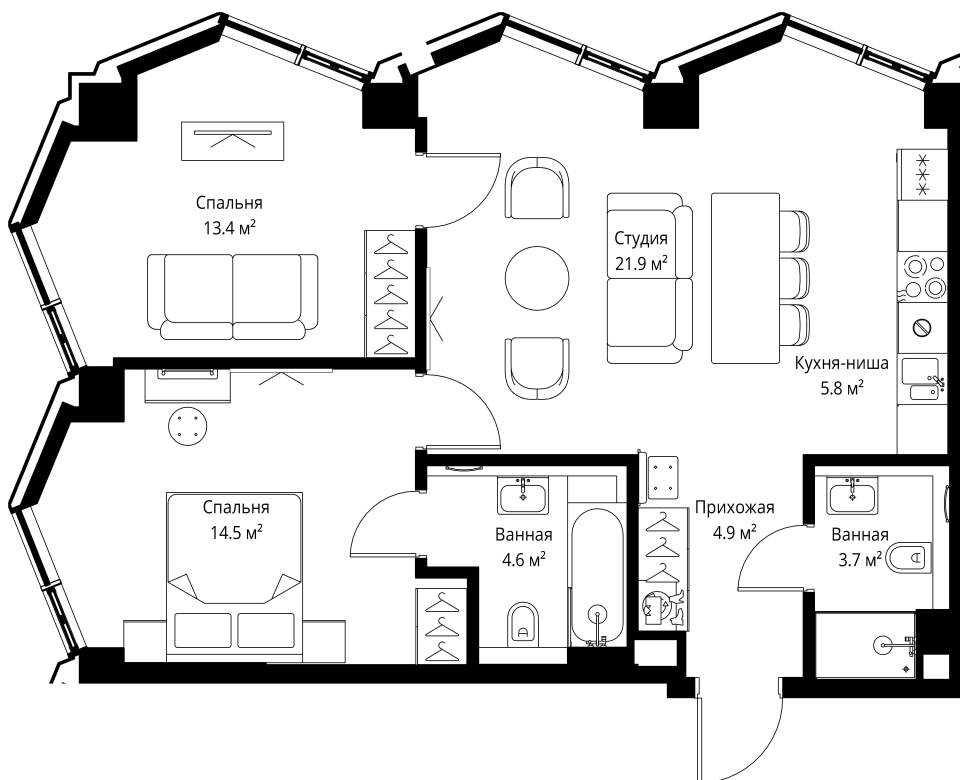 Спальня
13.4 м²
Студия
21.9 м²
Кухня-ниша
5.8 м²
Спальня
14.5 м²
Ванная
4.6 м²
Прихожая
4.9 м²
Ванная
3.7 м²